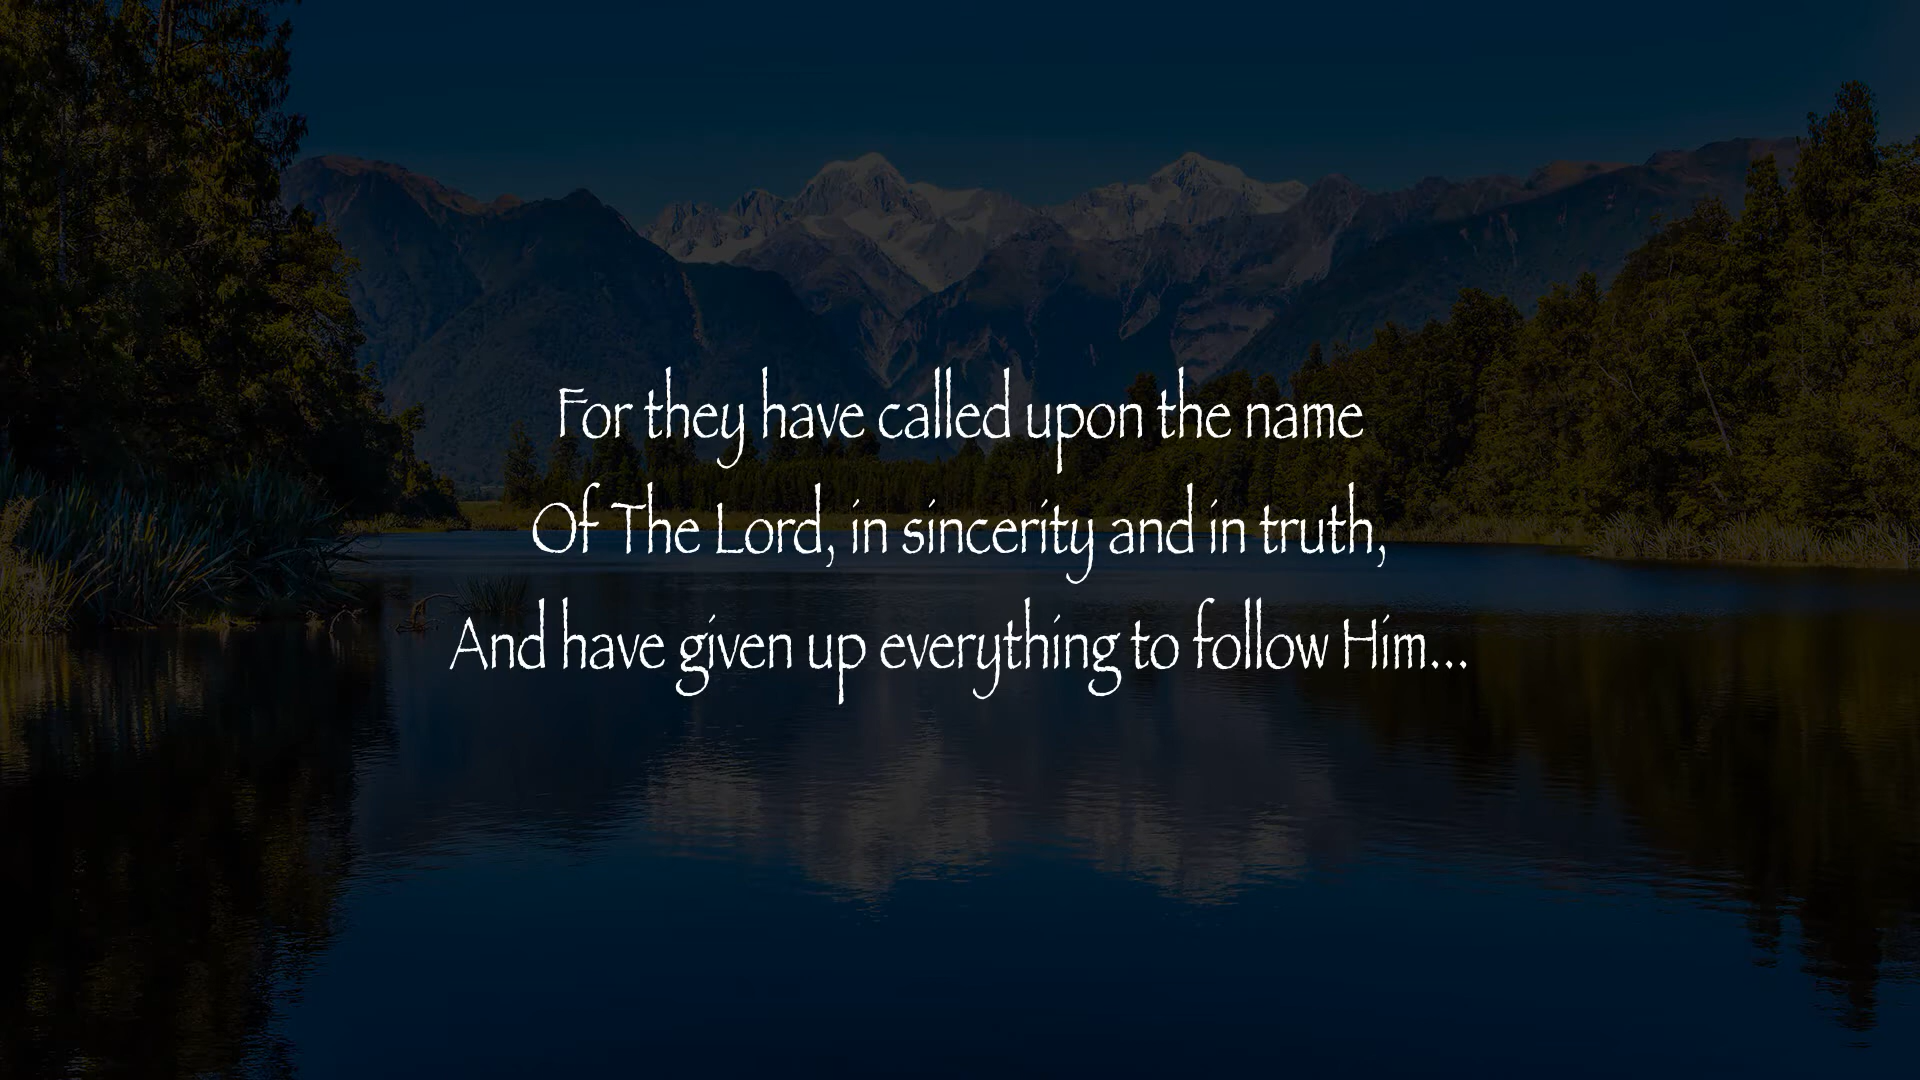 For they have called upon the name
Of The Lord, in sincerity and in truth,
And have given up everything to follow Him...